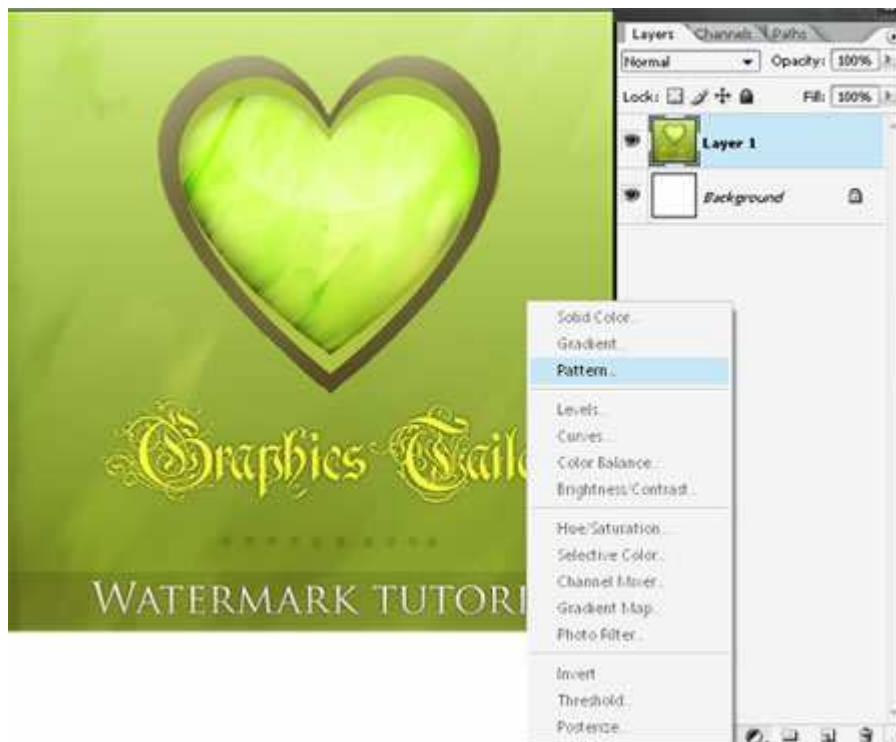 Layers Channels Paths
Normal Opacity: 100%
Lock: Fill: 100%
Layer 1
Background
Solid Color...
Gradient...
Pattern...
Levels...
Curves...
Color Balance...
Brightness/Contrast...
Hue/Saturation...
Selective Color...
Channel Mixer...
Gradient Map...
Photo Filter...
Invert
Threshold...
Posterize...
Graphics
WATERMARK TUTORI